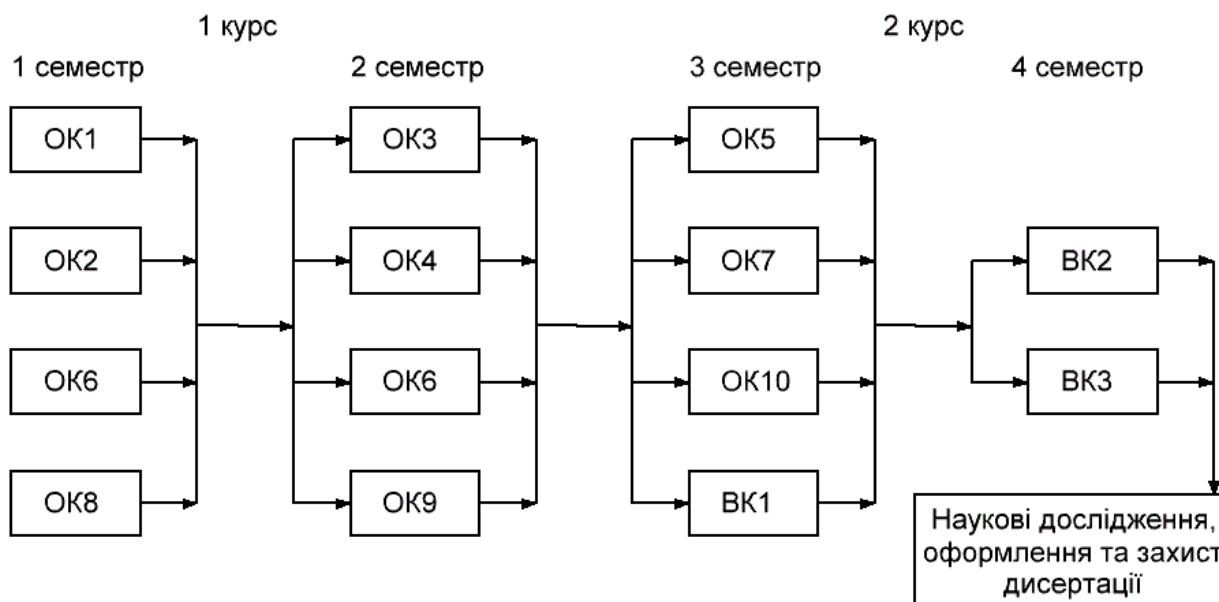 1 курс
2 курс
1 семестр
2 семестр
3 семестр
4 семестр
ОК1
ОК3
ОК5
ОК2
ОК4
ОК7
ВК2
ОК6
ОК6
ОК10
ВК3
ОК8
ОК9
ВК1
Наукові дослідження,
оформлення та захист
дисертації